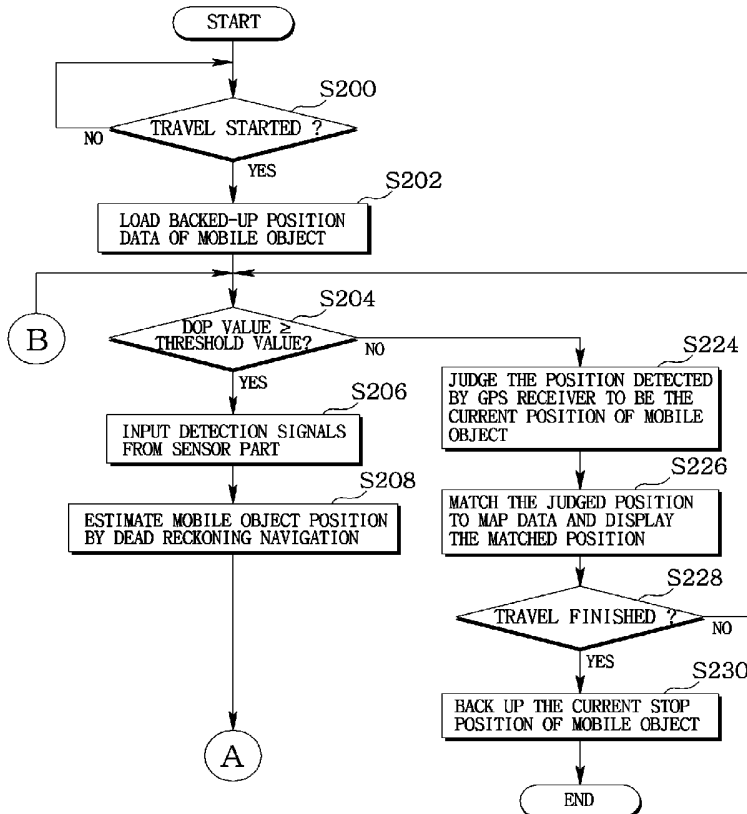 START
S200
TRAVEL STARTED ?
NO
YES
S202
LOAD BACKED-UP POSITION
DATA OF MOBILE OBJECT
B
S204
DOP VALUE ≥
THRESHOLD VALUE?
NO
YES
S206
INPUT DETECTION SIGNALS
FROM SENSOR PART
S208
ESTIMATE MOBILE OBJECT POSITION
BY DEAD RECKONING NAVIGATION
A
S224
JUDGE THE POSITION DETECTED
BY GPS RECEIVER TO BE THE
CURRENT POSITION OF MOBILE
OBJECT
S226
MATCH THE JUDGED POSITION
TO MAP DATA AND DISPLAY
THE MATCHED POSITION
S228
TRAVEL FINISHED ?
NO
YES
S230
BACK UP THE CURRENT STOP
POSITION OF MOBILE OBJECT
END